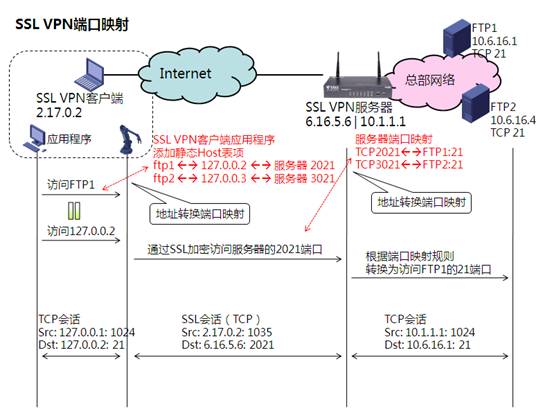 SSL VPN端口映射
FTP1
10.6.16.1
TCP 21
Internet
总部网络
SSL VPN客户端
2.17.0.2
SSL VPN服务器
6.16.5.6 | 10.1.1.1
FTP2
10.6.16.4
TCP 21
应用程序
SSL VPN客户端应用程序
添加静态Host表项
ftp1 ←→ 127.0.0.2 ←→ 服务器 2021
ftp2 ←→ 127.0.0.3 ←→ 服务器 3021
服务器端口映射
TCP2021←→FTP1:21
TCP3021←→FTP2:21
访问FTP1
地址转换端口映射
地址转换端口映射
访问127.0.0.2
通过SSL加密访问服务器的2021端口
根据端口映射规则
转换为访问FTP1的21端口
TCP会话
Src: 127.0.0.1: 1024
Dst: 127.0.0.2: 21
SSL会话（TCP）
Src: 2.17.0.2: 1035
Dst: 6.16.5.6: 2021
TCP会话
Src: 10.1.1.1: 1024
Dst: 10.6.16.1: 21